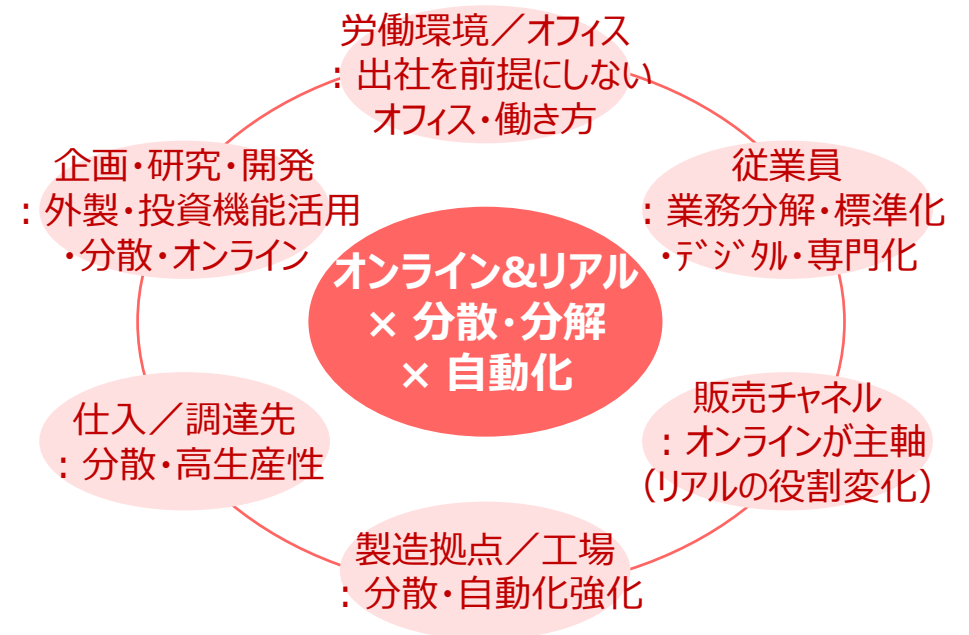 労働環境／オフィス
：出社を前提にしない
オフィス・働き方
従業員
：業務分解・標準化
・ﾃﾞｼﾞﾀﾙ・専門化
販売チャネル
：オンラインが主軸
（リアルの役割変化）
製造拠点／工場
：分散・自動化強化
仕入／調達先
：分散・高生産性
企画・研究・開発
：外製・投資機能活用
・分散・オンライン
オンライン&リアル
× 分散・分解
× 自動化